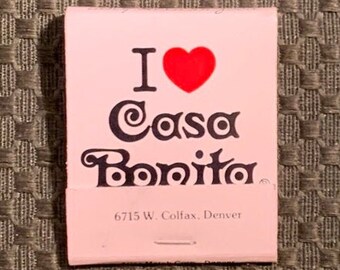 I ❤
Casa
Bonita®
6715 W. Colfax, Denver